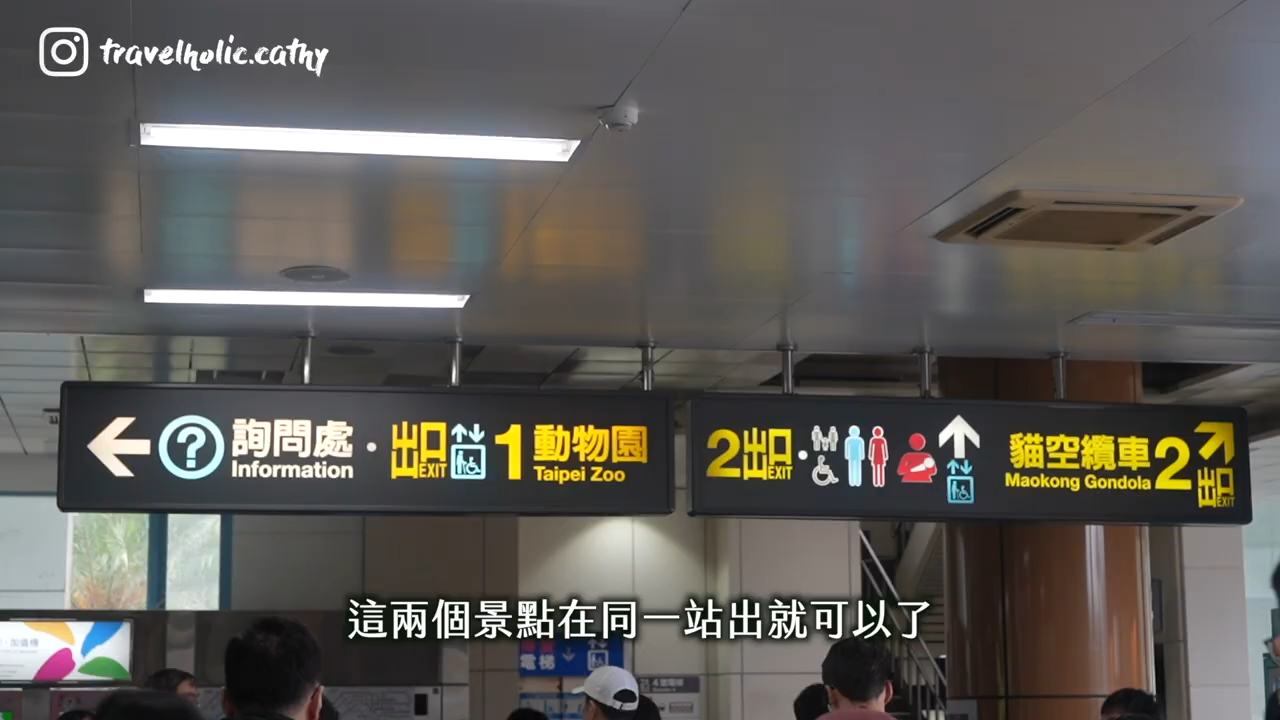 travelholic.cathy
詢問處
Information
出口
EXIT
1
動物園
Taipei Zoo
2
出口
EXIT
貓空纜車
Maokong Gondola
2
出口
EXIT
這兩個景點在同一站出就可以了
電梯